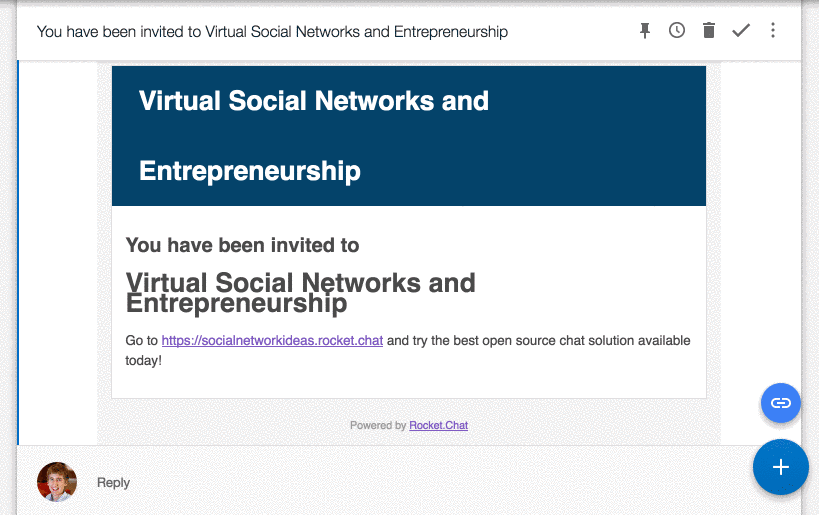 You have been invited to Virtual Social Networks and Entrepreneurship
Virtual Social Networks and
Entrepreneurship
You have been invited to
Virtual Social Networks and
Entrepreneurship
Go to https://socialnetworkideas.rocket.chat and try the best open source chat solution available
today!
Powered by Rocket.Chat
Reply